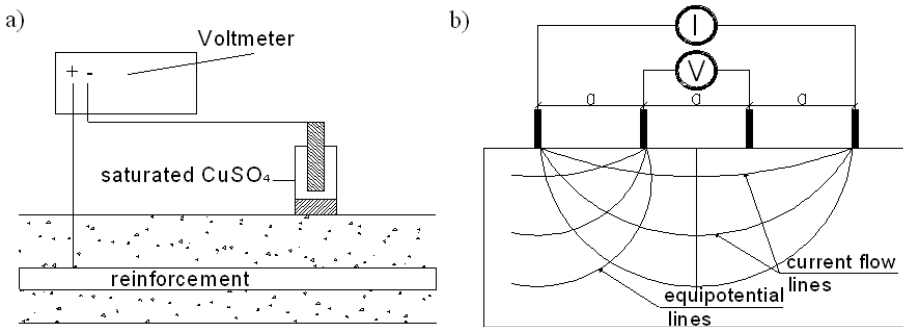 a)
Voltmeter
+ -
saturated CuSO₄
reinforcement
b)
I
V
a a a
current flow
lines
equipotential
lines